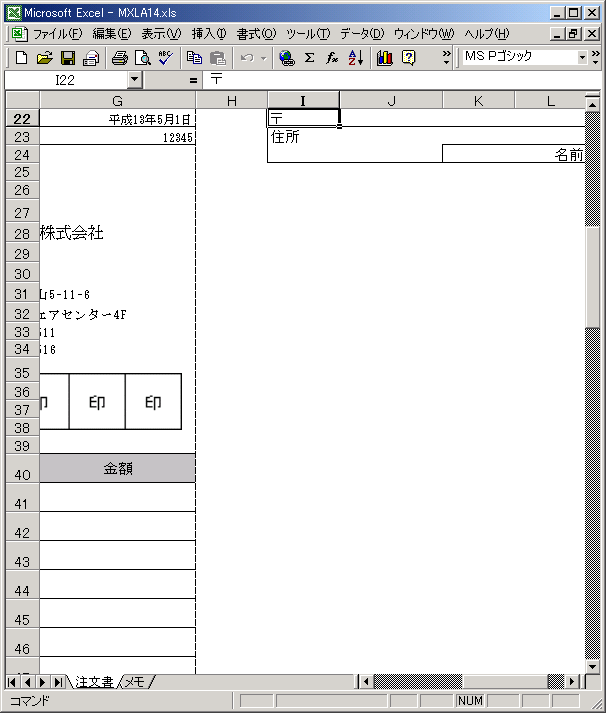 Microsoft Excel - MXLA14.xls
ファイル(F) 編集(E) 表示(V) 挿入(I) 書式(O) ツール(T) データ(D) ウィンドウ(W) ヘルプ(H)
MS Pゴシック
I22 = 〒
G H I J K L
22 平成13年5月1日 〒
23 12345 住所
24 名前
25
26
27
28 株式会社
29
30
31 山5-11-6
32 ェアセンター4F
33 511
34 516
35
36
37 印 印 印
38
39
40 金額
41
42
43
44
45
46
注文書 メモ
コマンド NUM